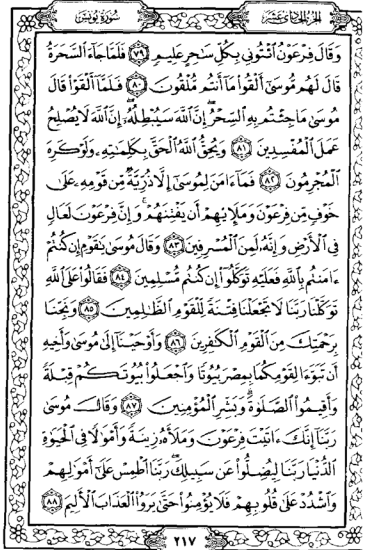 الجزء الحادي عشر سورة يونس
وَقَالَ فِرْعَوْنُ ٱئْتُونِى بِكُلِّ سَٰحِرٍ عَلِيمٍ ٧٩ فَلَمَّا جَآءَ ٱلسَّحَرَةُ
قَالَ لَهُم مُّوسَىٰٓ أَلْقُوا۟ مَآ أَنتُم مُّلْقُونَ ٨٠ فَلَمَّآ أَلْقَوْا۟ قَالَ
مُوسَىٰ مَا جِئْتُم بِهِ ٱلسِّحْرُ إِنَّ ٱللَّهَ سَيُبْطِلُهُۥٓ إِنَّ ٱللَّهَ لَا يُصْلِحُ
عَمَلَ ٱلْمُفْسِدِينَ ٨١ وَيُحِقُّ ٱللَّهُ ٱلْحَقَّ بِكَلِمَٰتِهِۦ وَلَوْ كَرِهَ
ٱلْمُجْرِمُونَ ٨٢ فَمَآ ءَامَنَ لِمُوسَىٰٓ إِلَّا ذُرِّيَّةٌ مِّن قَوْمِهِۦ عَلَىٰ
خَوْفٍ مِّن فِرْعَوْنَ وَمَلَإِي۟هِمْ أَن يَفْتِنَهُمْ ۚ وَإِنَّ فِرْعَوْنَ لَعَالٍ
فِى ٱلْأَرْضِ وَإِنَّهُۥ لَمِنَ ٱلْمُسْرِفِينَ ٨٣ وَقَالَ مُوسَىٰ يَٰقَوْمِ إِن كُنتُمْ
ءَامَنتُم بِٱللَّهِ فَعَلَيْهِ تَوَكَّلُوٓا۟ إِن كُنتُم مُّسْلِمِينَ ٨٤ فَقَالُوا۟ عَلَى ٱللَّهِ
تَوَكَّلْنَا رَبَّنَا لَا تَجْعَلْنَا فِتْنَةً لِّلْقَوْمِ ٱلظَّٰلِمِينَ ٨٥ وَنَجِّنَا
بِرَحْمَتِكَ مِنَ ٱلْقَوْمِ ٱلْكَٰفِرِينَ ٨٦ وَأَوْحَيْنَآ إِلَىٰ مُوسَىٰ وَأَخِيهِ
أَن تَبَوَّءَا لِقَوْمِكُمَا بِمِصْرَ بُيُوتًا وَٱجْعَلُوا۟ بُيُوتَكُمْ قِبْلَةً
وَأَقِيمُوا۟ ٱلصَّلَوٰةَ ۗ وَبَشِّرِ ٱلْمُؤْمِنِينَ ٨٧ وَقَالَ مُوسَىٰ
رَبَّنَآ إِنَّكَ ءَاتَيْتَ فِرْعَوْنَ وَمَلَأَهُۥ زِينَةً وَأَمْوَٰلًا فِى ٱلْحَيَوٰةِ
ٱلدُّنْيَا رَبَّنَا لِيُضِلُّوا۟ عَن سَبِيلِكَ ۖ رَبَّنَا ٱطْمِسْ عَلَىٰٓ أَمْوَٰلِهِمْ
وَٱشْدُدْ عَلَىٰ قُلُوبِهِمْ فَلَا يُؤْمِنُوا۟ حَتَّىٰ يَرَوُا۟ ٱلْعَذَابَ ٱلْأَلِيمَ ٨٨
٢١٧